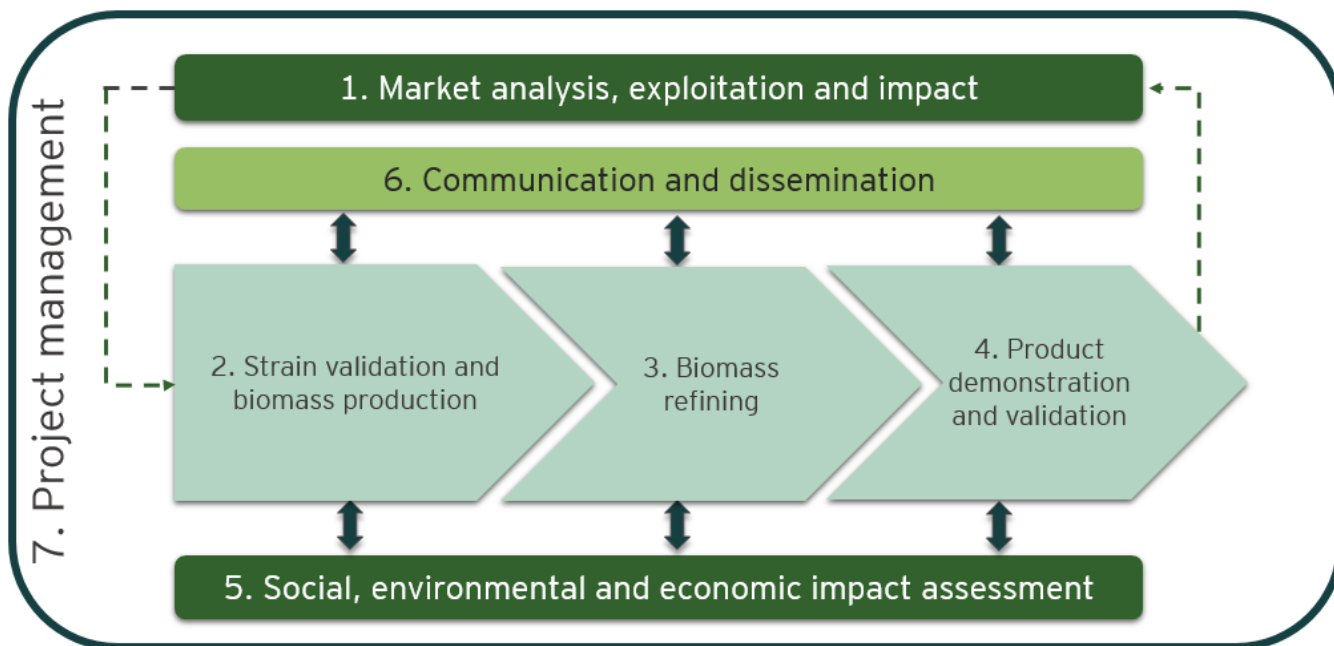 7. Project management
1. Market analysis, exploitation and impact
6. Communication and dissemination
2. Strain validation and
biomass production
3. Biomass
refining
4. Product
demonstration
and validation
5. Social, environmental and economic impact assessment